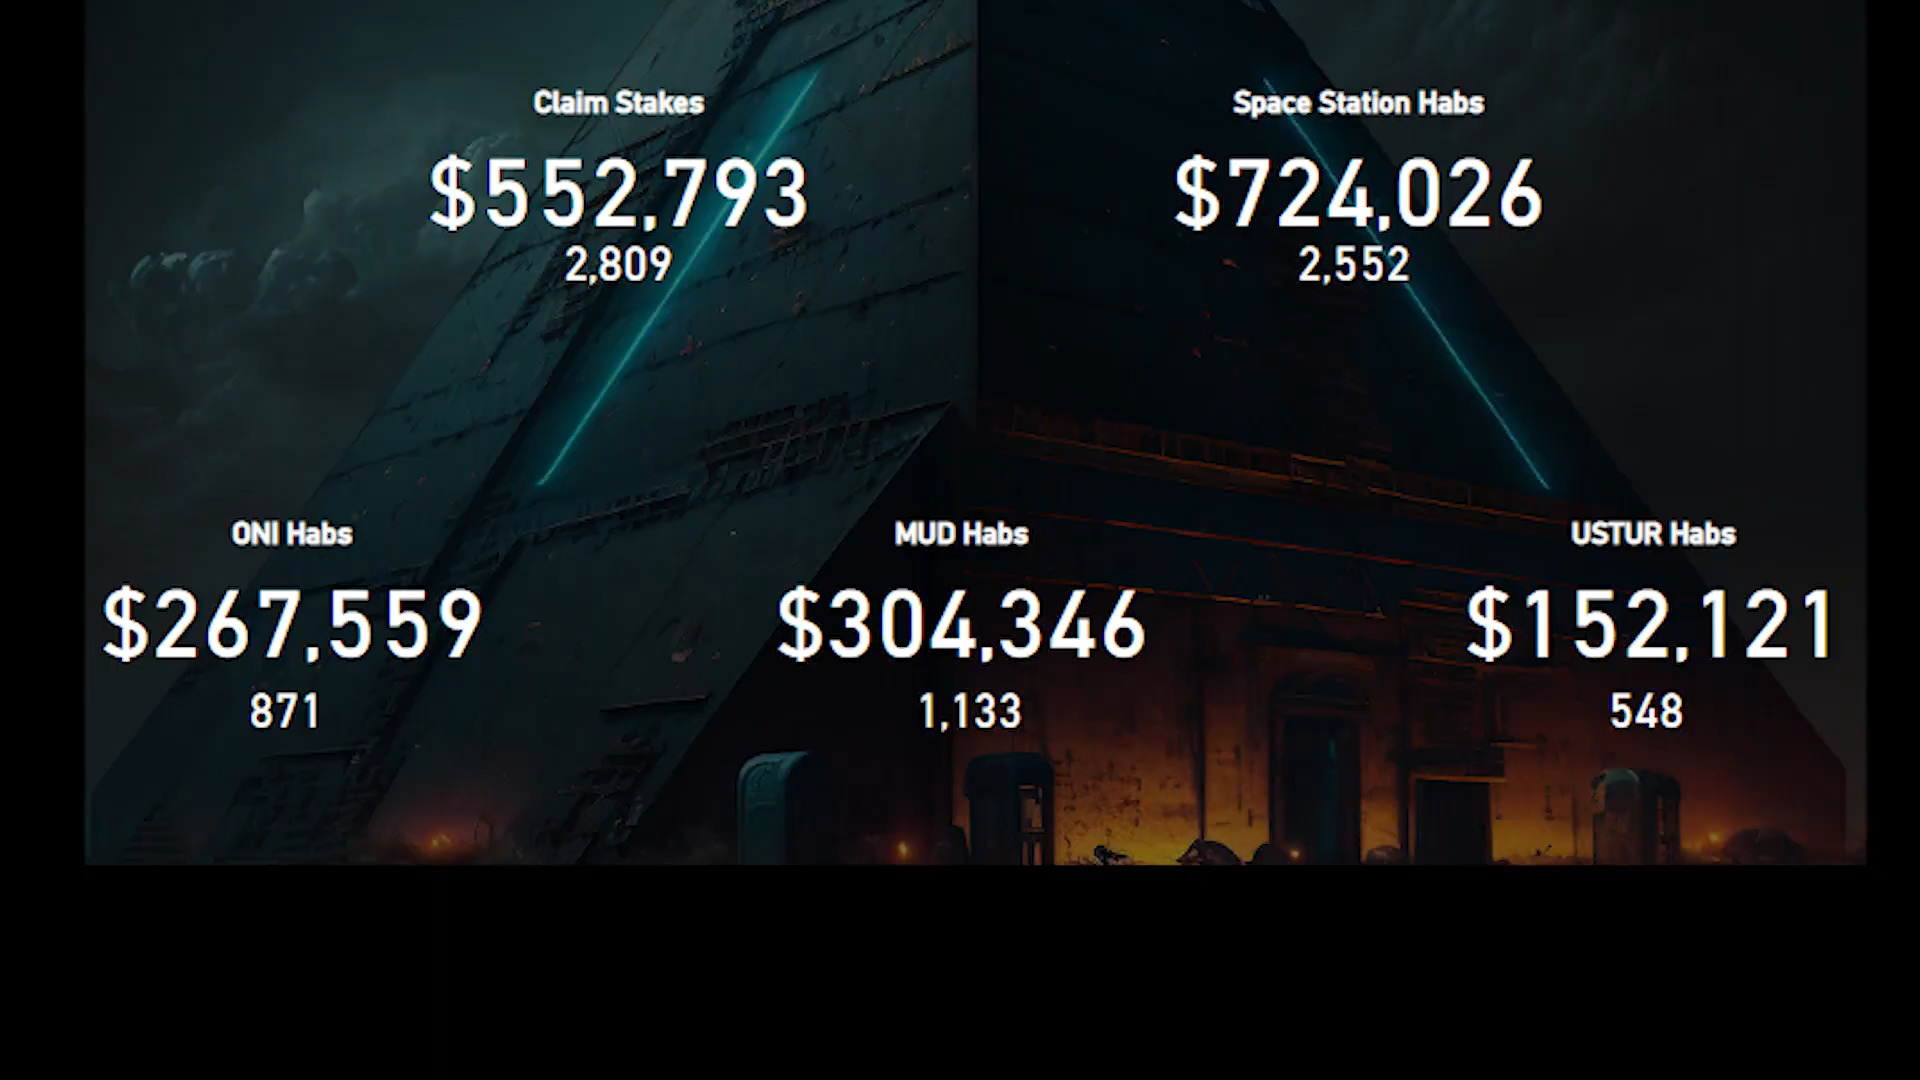 Claim Stakes
$552,793
2,809
Space Station Habs
$724,026
2,552
ONI Habs
$267,559
871
MUD Habs
$304,346
1,133
USTUR Habs
$152,121
548